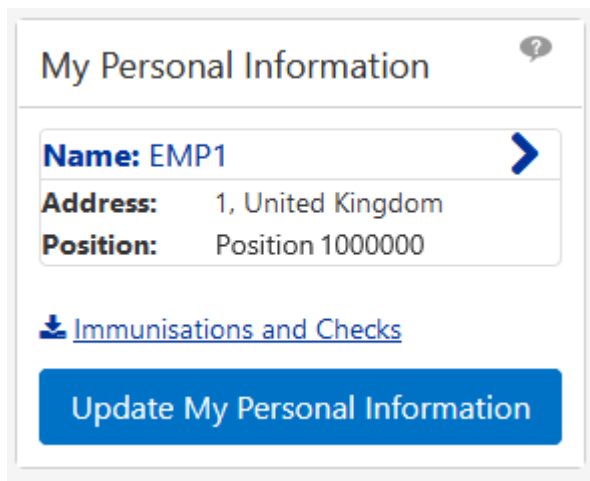 My Personal Information
?
Name: EMP1
Address: 1, United Kingdom
Position: Position 1000000
Immunisations and Checks
Update My Personal Information